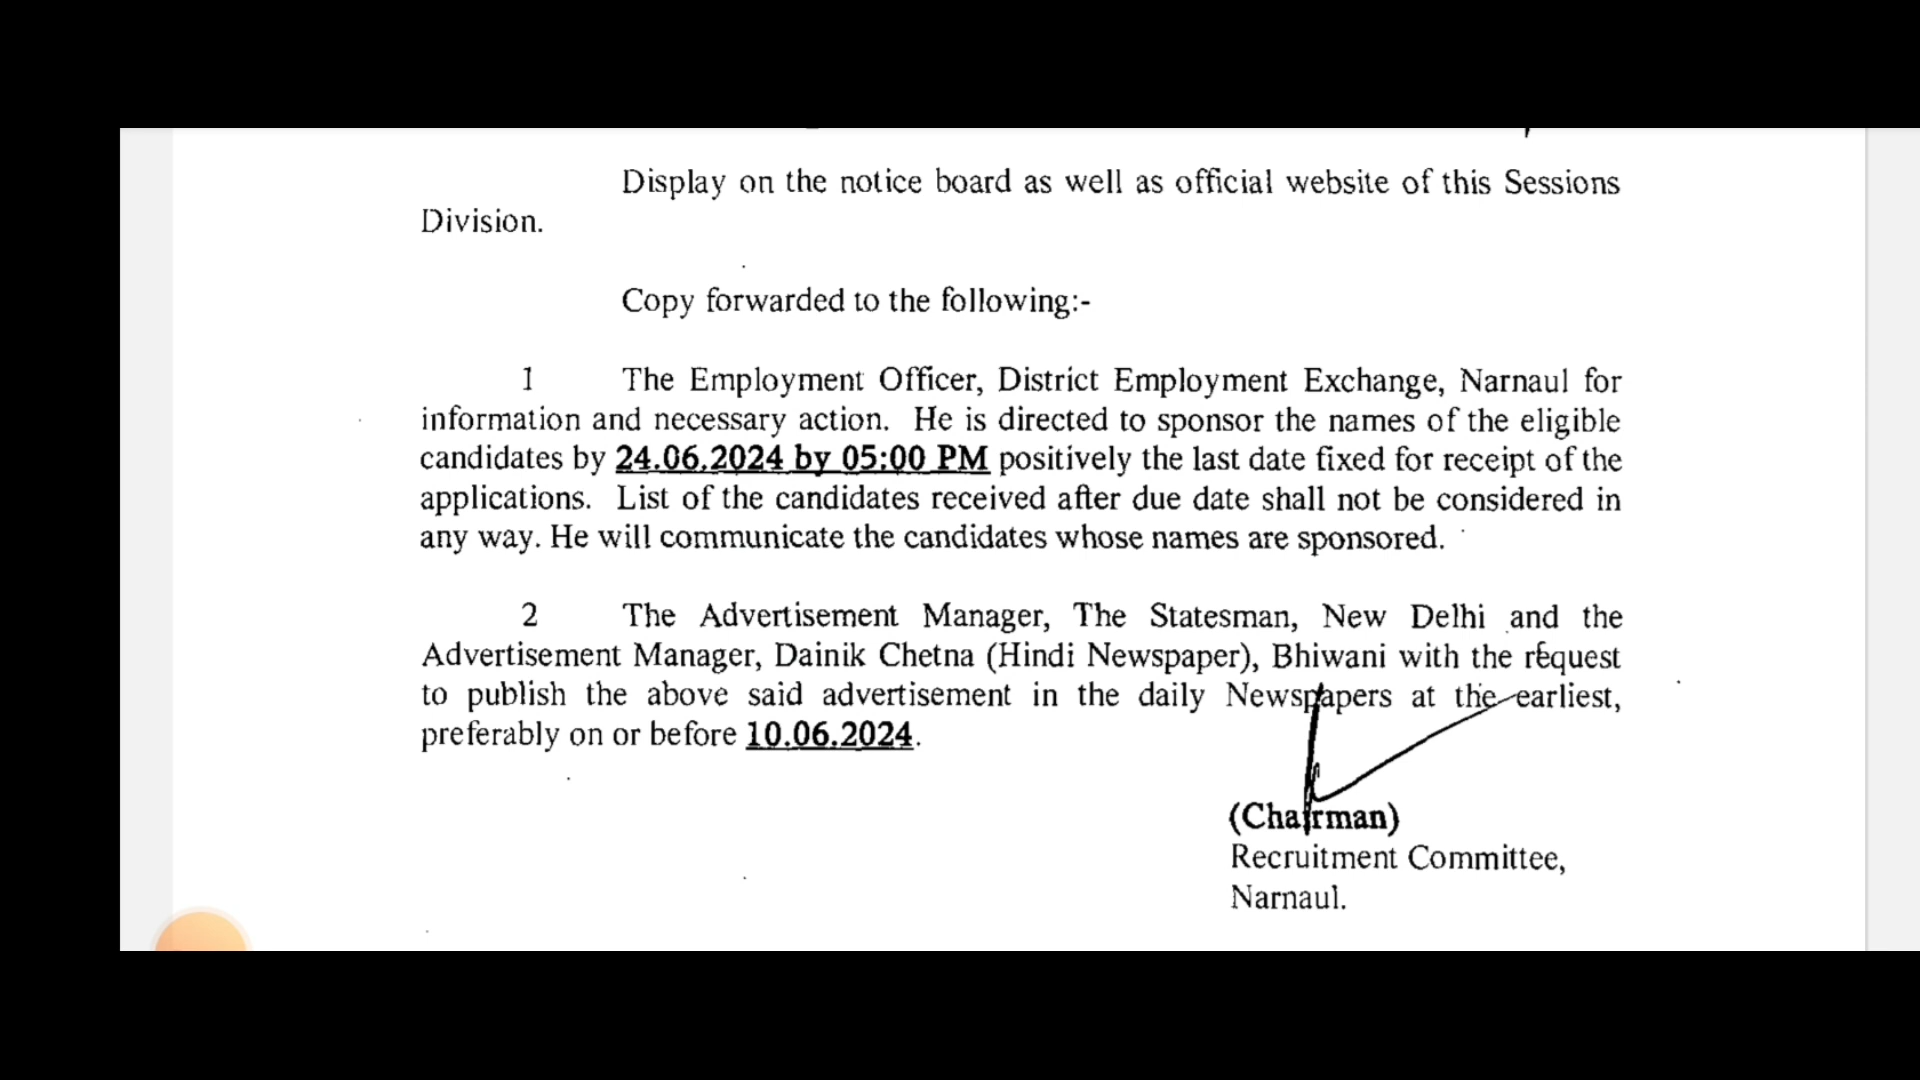 Display on the notice board as well as official website of this Sessions
Division.
Copy forwarded to the following:-
1 The Employment Officer, District Employment Exchange, Narnaul for
information and necessary action. He is directed to sponsor the names of the eligible
candidates by 24.06.2024 by 05:00 PM positively the last date fixed for receipt of the
applications. List of the candidates received after due date shall not be considered in
any way. He will communicate the candidates whose names are sponsored.
2 The Advertisement Manager, The Statesman, New Delhi and the
Advertisement Manager, Dainik Chetna (Hindi Newspaper), Bhiwani with the request
to publish the above said advertisement in the daily Newspapers at the earliest,
preferably on or before 10.06.2024.
(Chairman)
Recruitment Committee,
Narnaul.